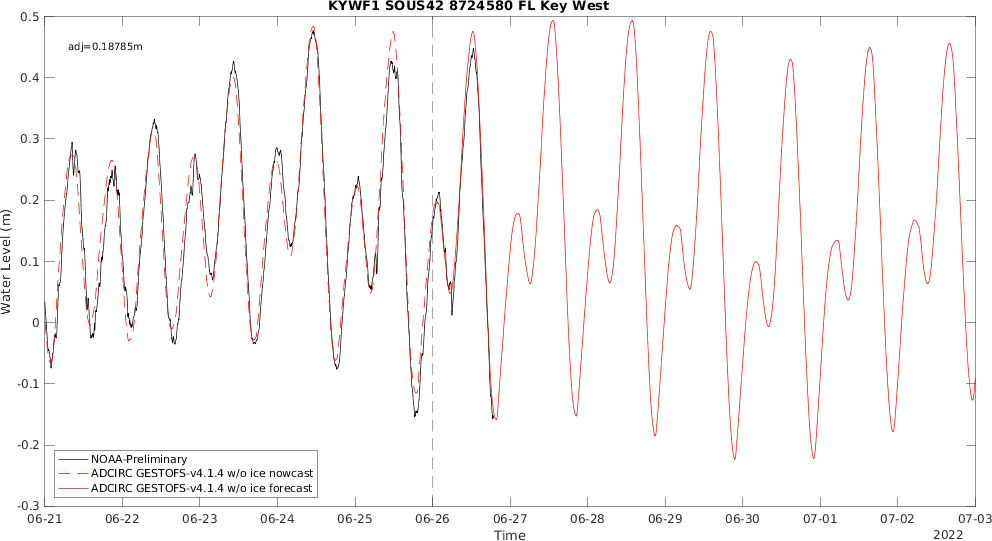 KYWF1 SOUS42 8724580 FL Key West
adj=0.18785m
0.5
0.4
0.3
0.2
0.1
0
-0.1
-0.2
-0.3
Water Level (m)
NOAA-Preliminary
ADCIRC GESTOFS-v4.1.4 w/o ice nowcast
ADCIRC GESTOFS-v4.1.4 w/o ice forecast
06-21 06-22 06-23 06-24 06-25 06-26 06-27 06-28 06-29 06-30 07-01 07-02 07-03
Time
2022